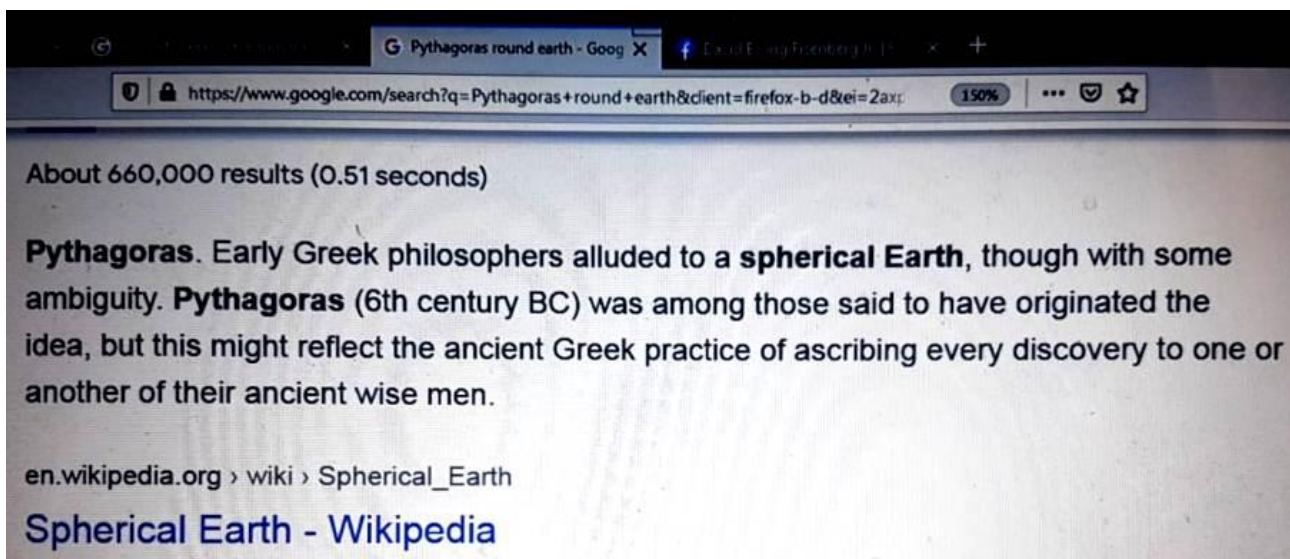 G Pythagoras round earth - Goog X
https://www.google.com/search?q=Pythagoras+round+earth&client=firefox-b-d&ei=2axp
150%
About 660,000 results (0.51 seconds)
Pythagoras. Early Greek philosophers alluded to a spherical Earth, though with some
ambiguity. Pythagoras (6th century BC) was among those said to have originated the
idea, but this might reflect the ancient Greek practice of ascribing every discovery to one or
another of their ancient wise men.
en.wikipedia.org › wiki › Spherical_Earth
Spherical Earth - Wikipedia